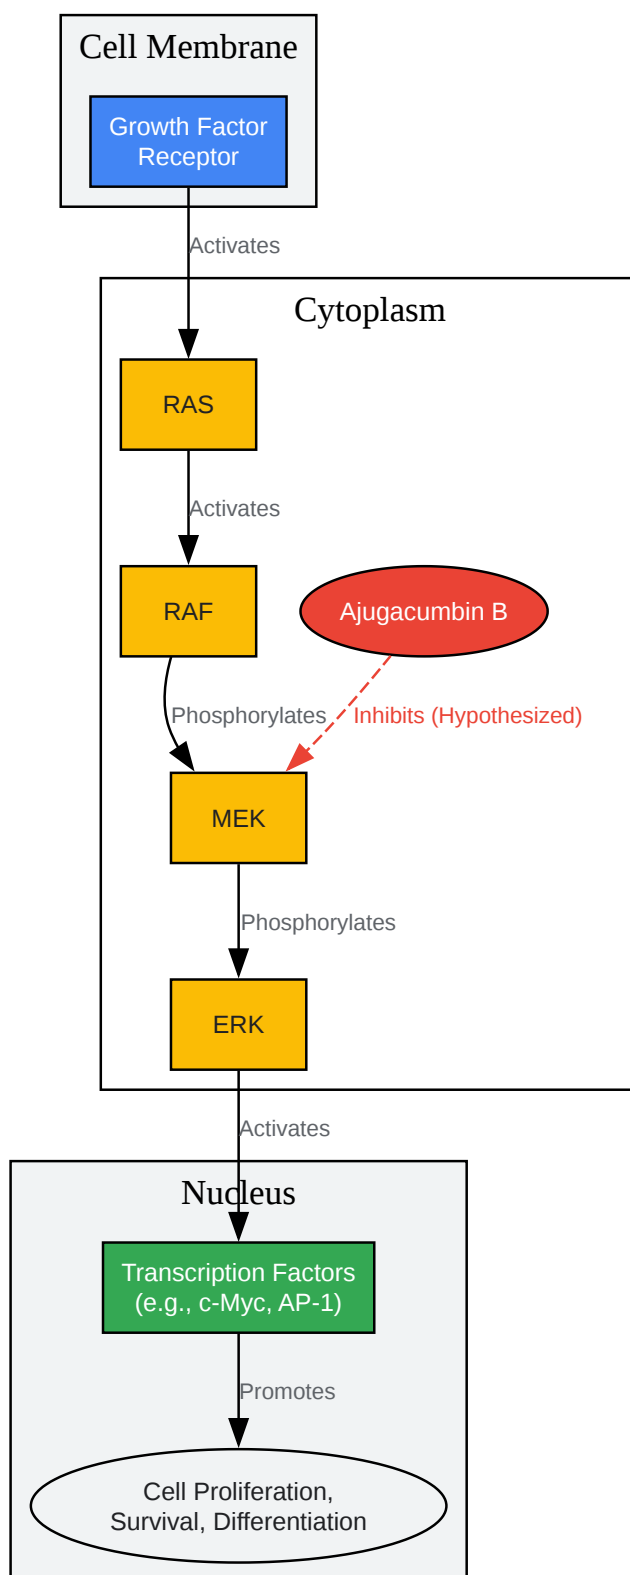 Cell Membrane
Growth Factor
Receptor
Activates
Cytoplasm
RAS
Activates
RAF
Ajugacumbin B
Phosphorylates
Inhibits (Hypothesized)
MEK
Phosphorylates
ERK
Activates
Nucleus
Transcription Factors
(e.g., c-Myc, AP-1)
Promotes
Cell Proliferation,
Survival, Differentiation